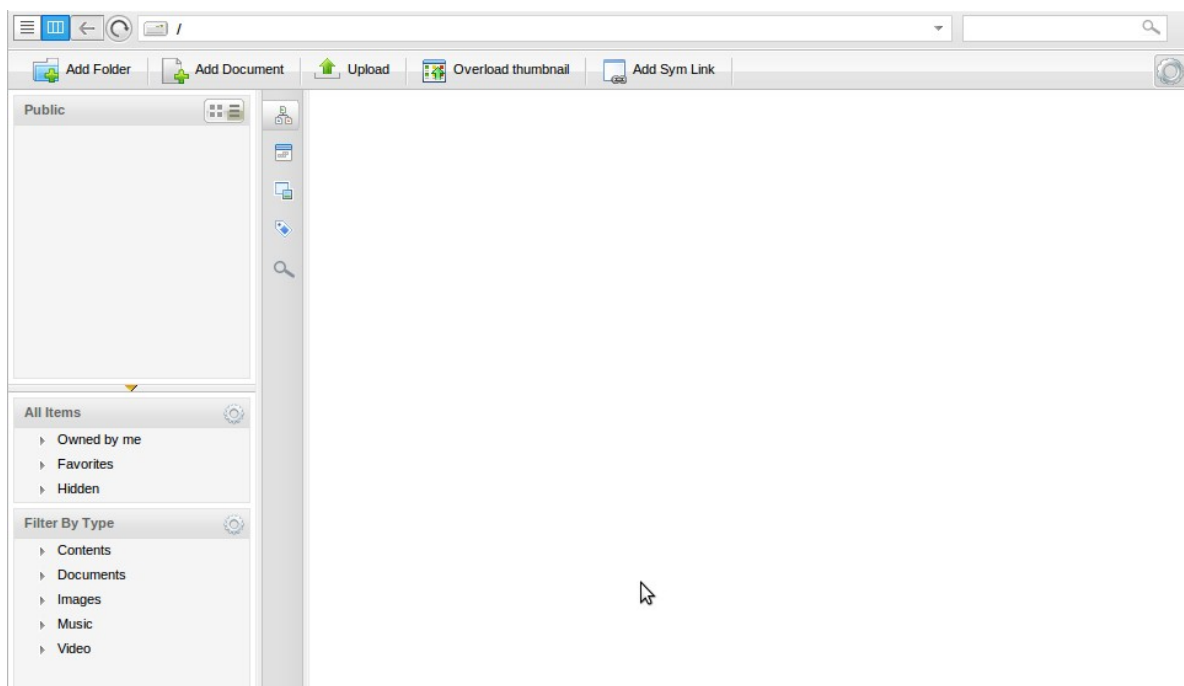 /
Add Folder Add Document Upload Overload thumbnail Add Sym Link
Public
All Items
Owned by me
Favorites
Hidden
Filter By Type
Contents
Documents
Images
Music
Video